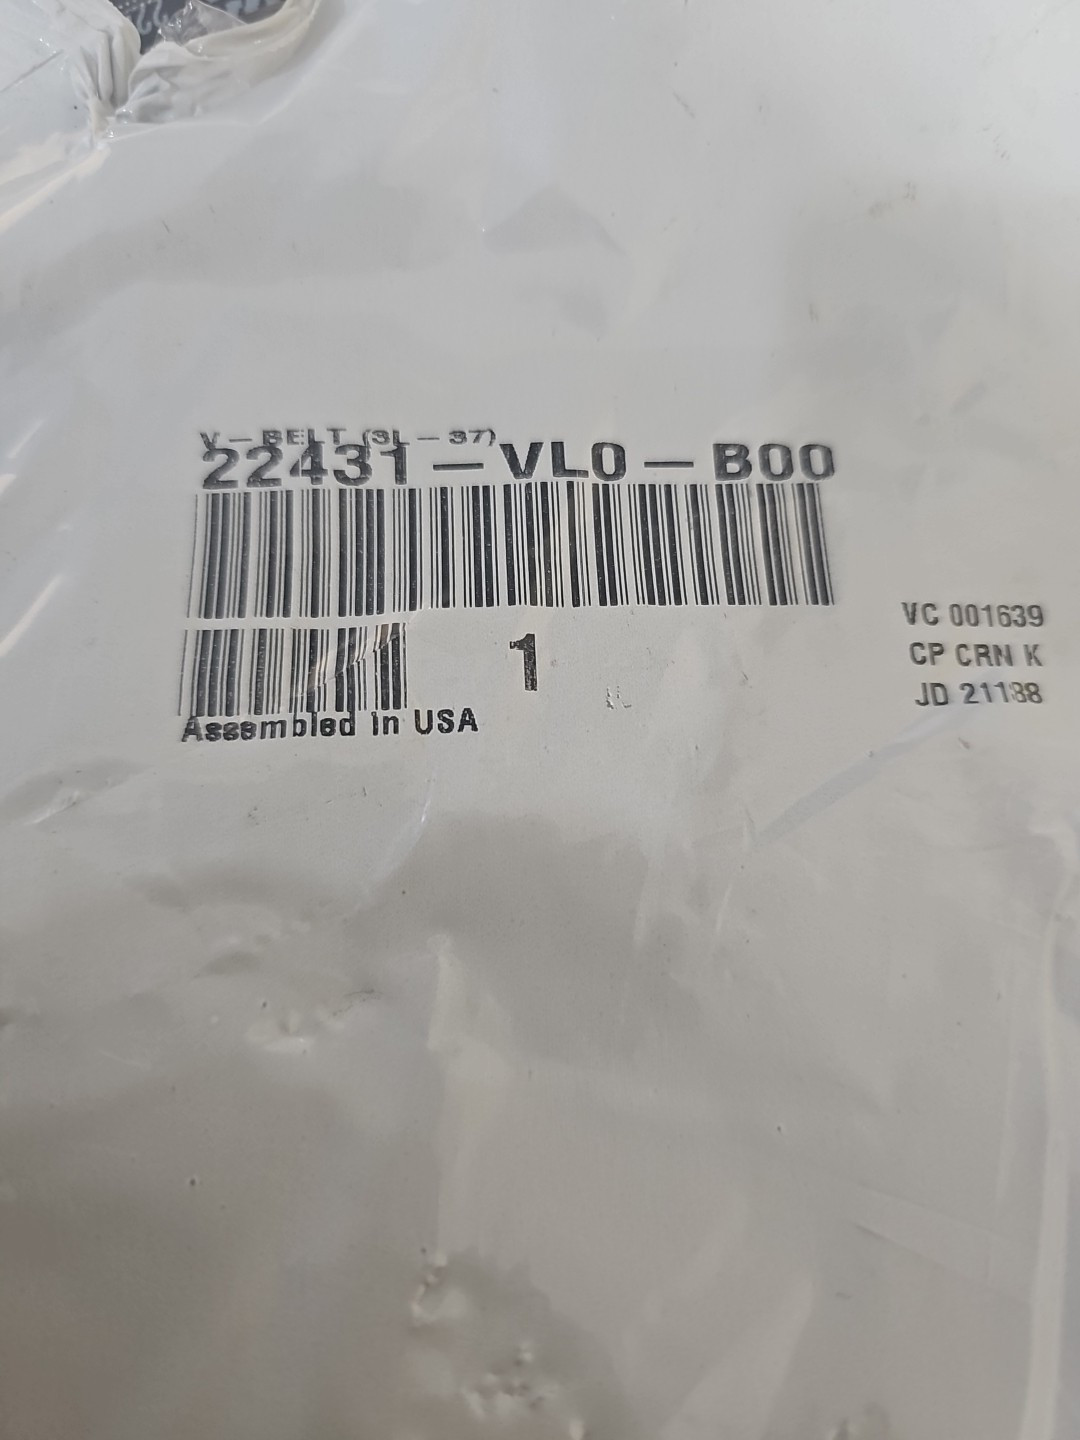 V-BELT (3L-37)
22431-VL0-B00
1
Assembled in USA
VC 001639
CP CRN K
JD 21188